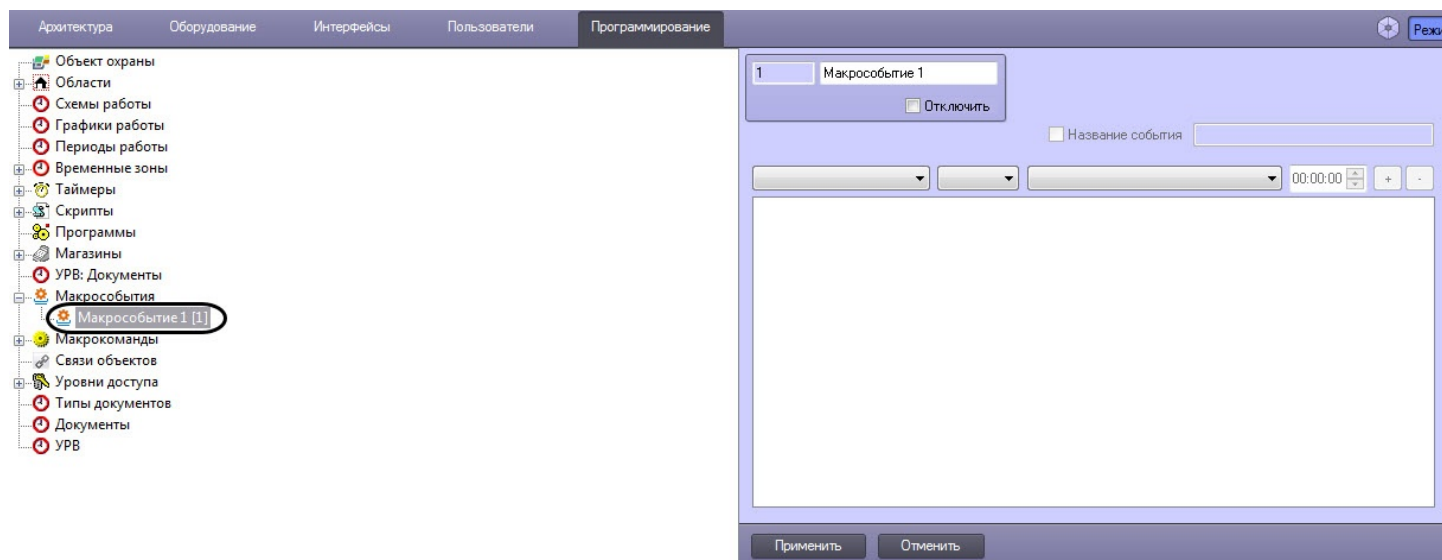 Архитектура Оборудование Интерфейсы Пользователи Программирование
Объект охраны
Области
Схемы работы
Графики работы
Периоды работы
Временные зоны
Таймеры
Скрипты
Программы
Магазины
УРВ: Документы
Макрособытия
Макрособытие 1 [1]
Макрокоманды
Связи объектов
Уровни доступа
Типы документов
Документы
УРВ
1 Макрособытие 1
Отключить
Название события
00:00:00 + -
Применить Отменить